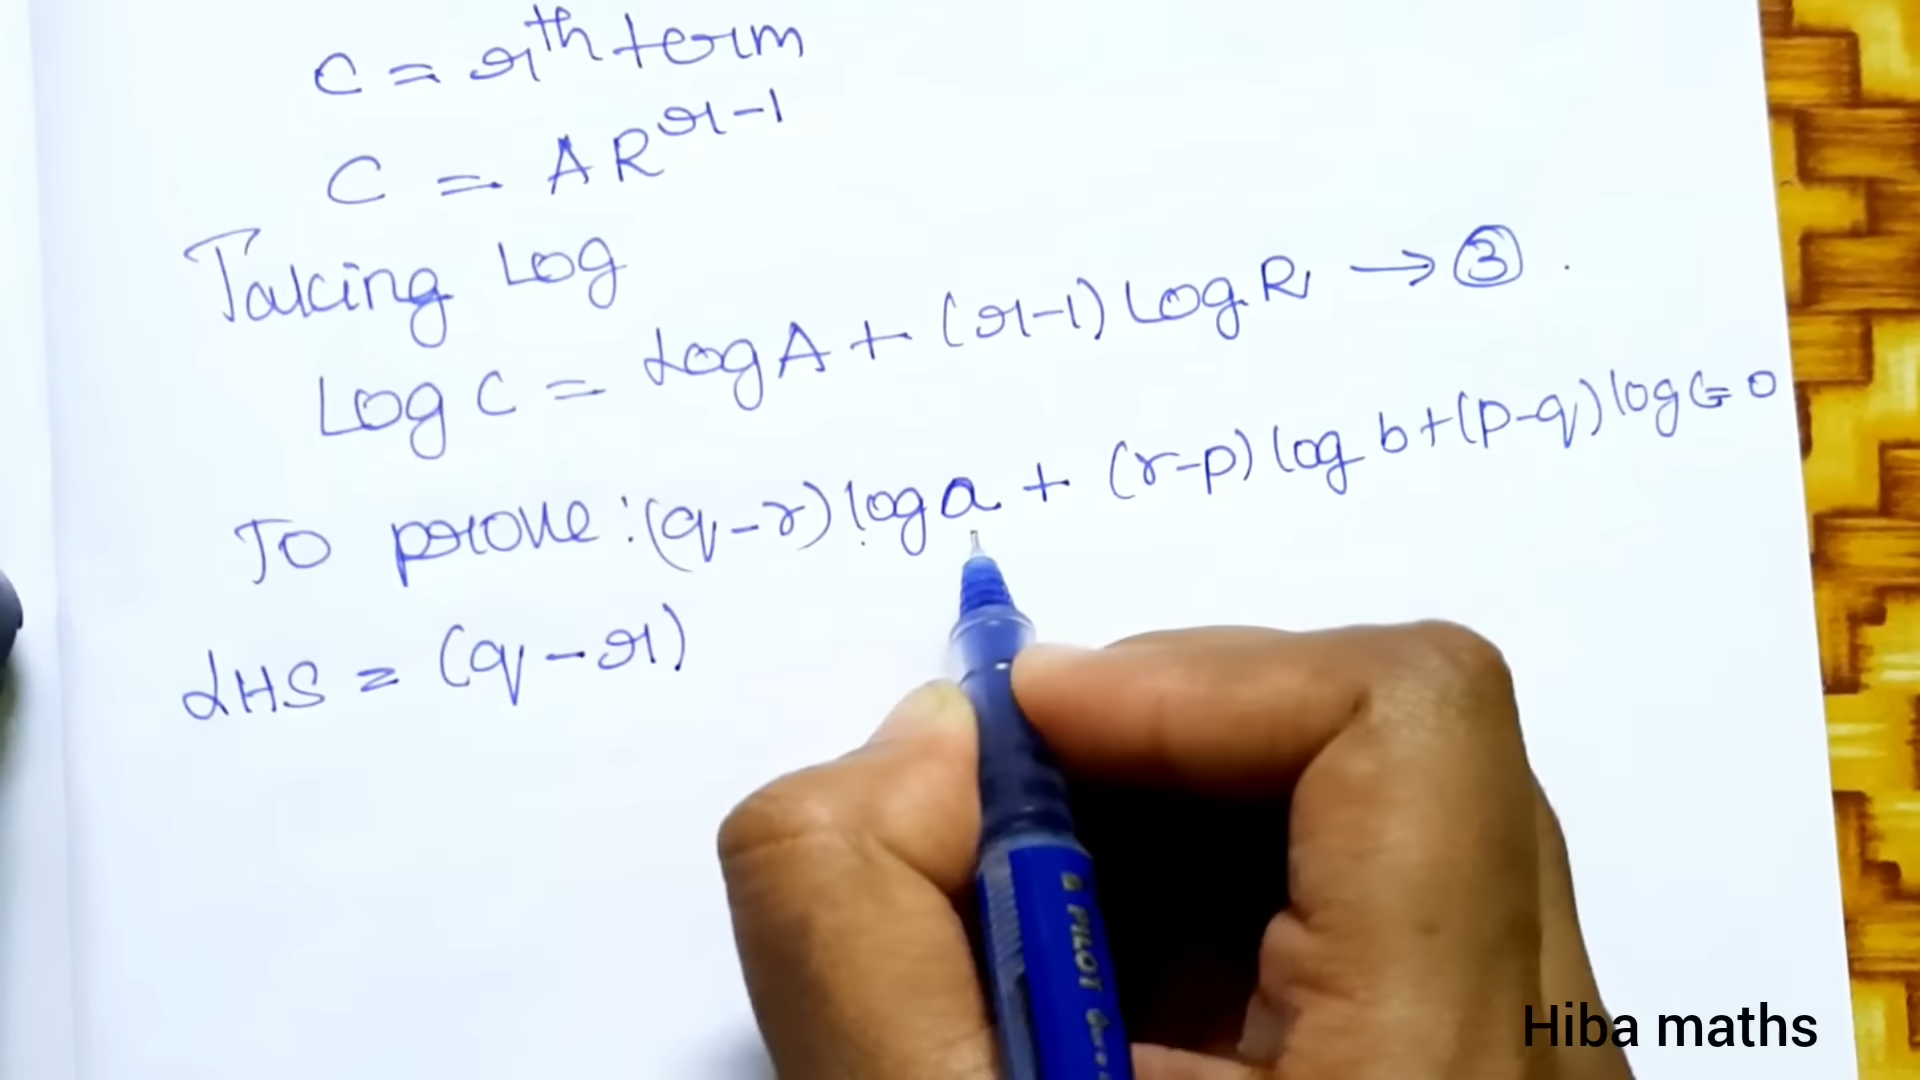 C = rth term
C = AR^r-1
Taking Log
Log C = Log A + (r-1) Log R → ③
To prove : (q-r) log a + (r-p) log b + (p-q) log C = 0
LHS = (q-r)
PILOT
Hiba maths